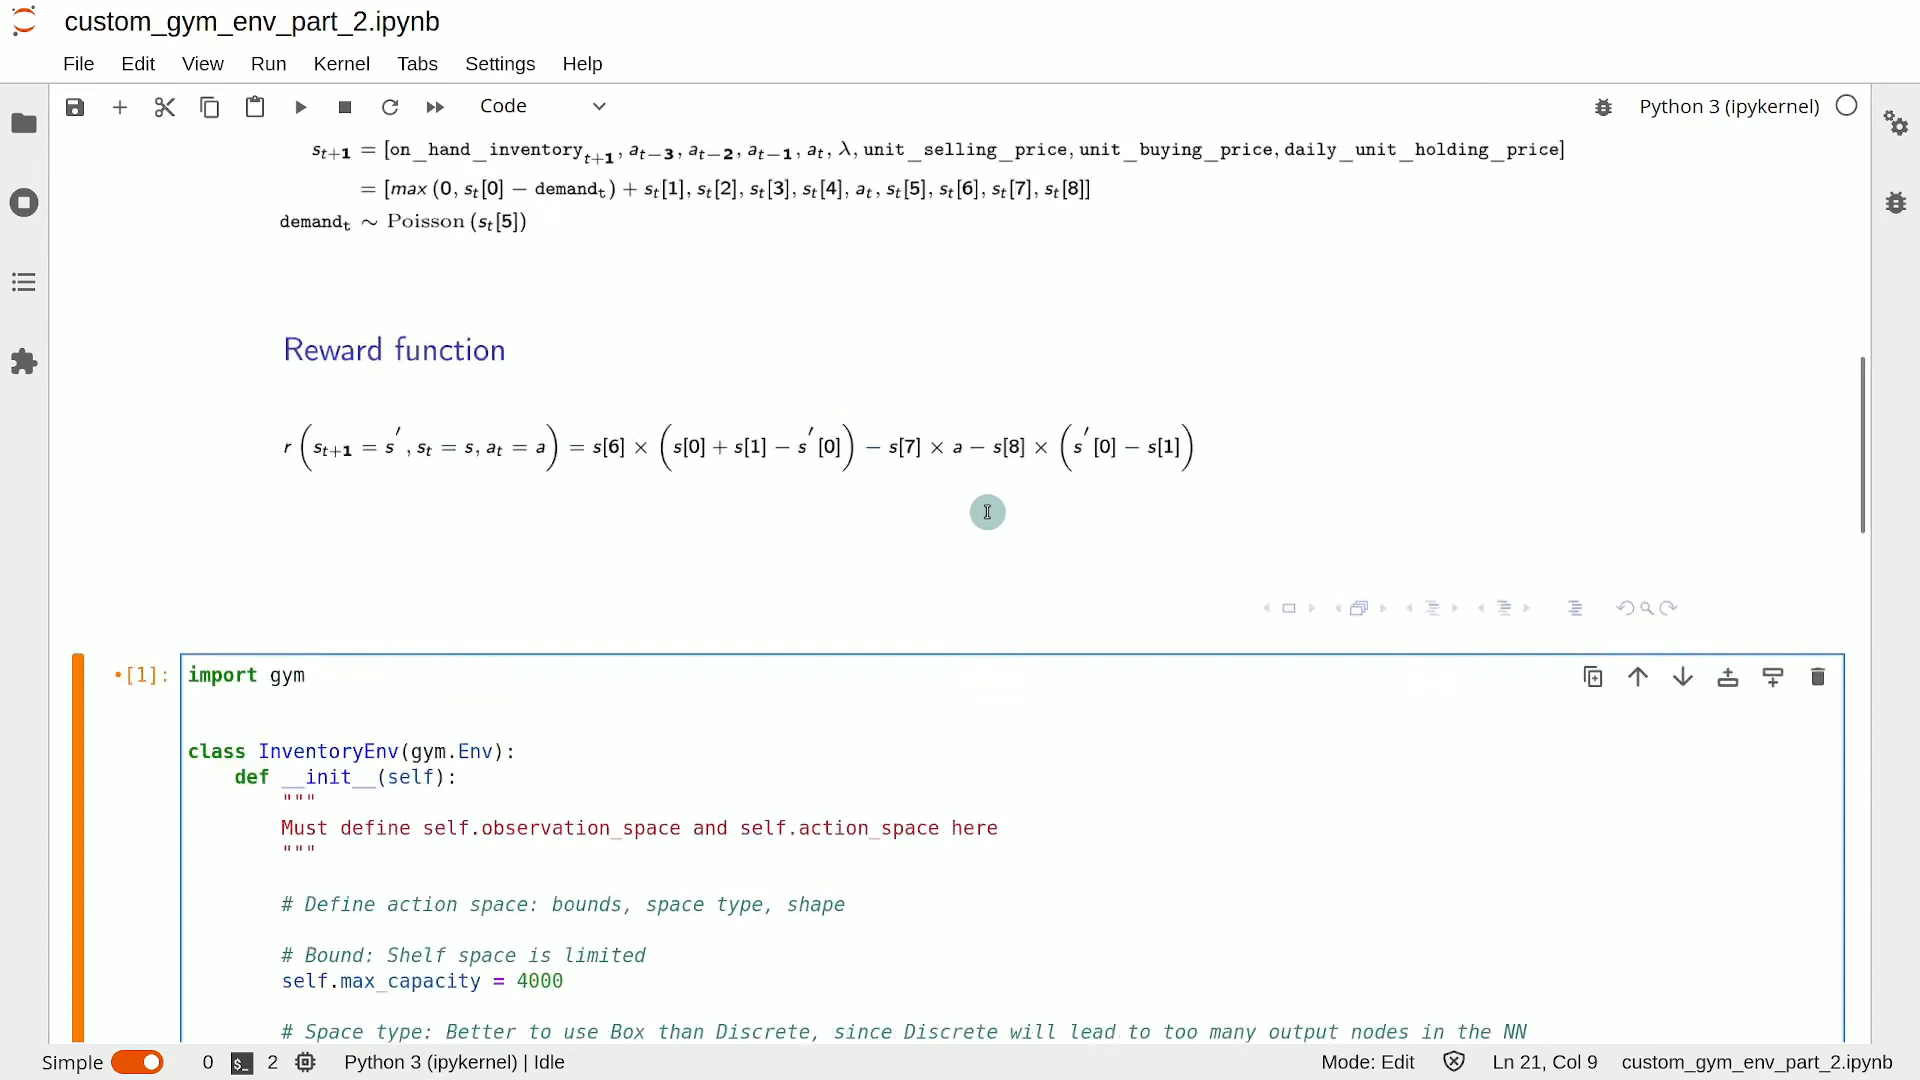 custom_gym_env_part_2.ipynb
File Edit View Run Kernel Tabs Settings Help
Code Python 3 (ipykernel)
s_{t+1} = [on_hand_inventory_{t+1}, a_{t−3}, a_{t−2}, a_{t−1}, a_t, λ, unit_selling_price, unit_buying_price, daily_unit_holding_price]
= [max (0, s_t[0] − demand_t) + s_t[1], s_t[2], s_t[3], s_t[4], a_t, s_t[5], s_t[6], s_t[7], s_t[8]]
demand_t ∼ Poisson (s_t[5])
Reward function
r (s_{t+1} = s′, s_t = s, a_t = a) = s[6] × (s[0] + s[1] − s′[0]) − s[7] × a − s[8] × (s′[0] − s[1])
•[1]: import gym
class InventoryEnv(gym.Env):
def __init__(self):
"""
Must define self.observation_space and self.action_space here
"""
# Define action space: bounds, space type, shape
# Bound: Shelf space is limited
self.max_capacity = 4000
# Space type: Better to use Box than Discrete, since Discrete will lead to too many output nodes in the NN
Simple 0 $_ 2 Python 3 (ipykernel) | Idle Mode: Edit Ln 21, Col 9 custom_gym_env_part_2.ipynb